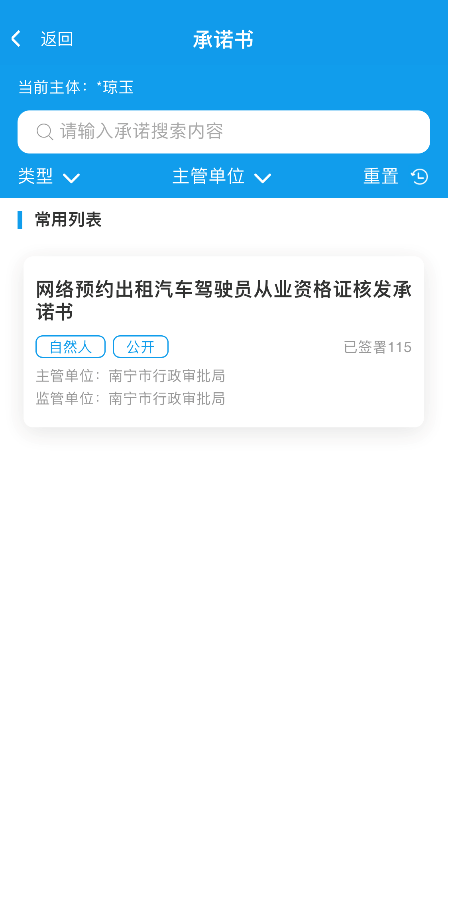 返回
承诺书
当前主体：*琼玉
请输入承诺搜索内容
类型
主管单位
重置
常用列表
网络预约出租汽车驾驶员从业资格证核发承
诺书
自然人
公开
已签署115
主管单位：南宁市行政审批局
监管单位：南宁市行政审批局